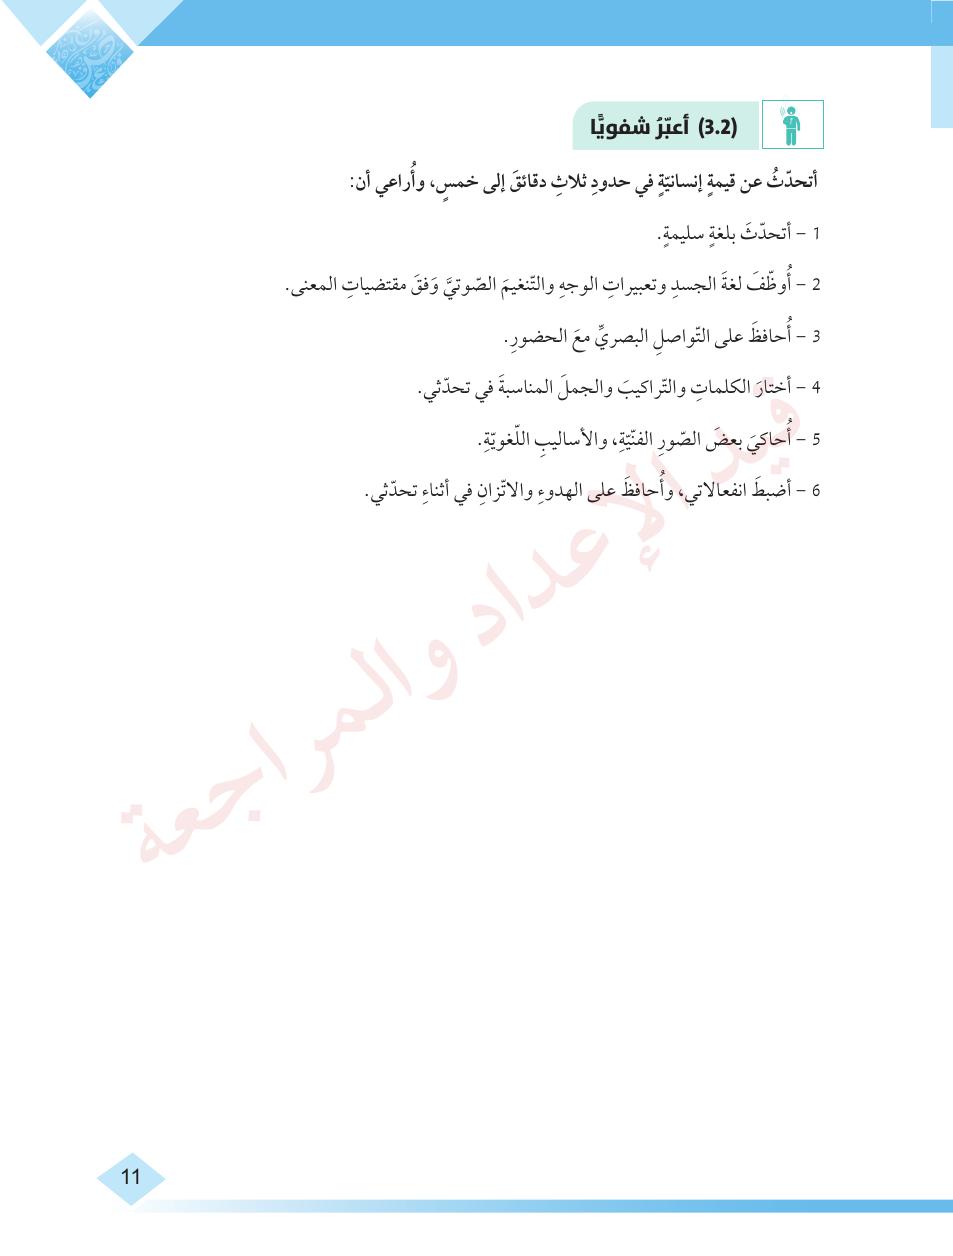 (3.2) أعبّرُ شفويًّا
أتحدّثُ عن قيمةٍ إنسانيّةٍ في حدودِ ثلاثِ دقائقَ إلى خمسٍ، وأُراعي أن:
1 – أتحدّثَ بلغةٍ سليمةٍ.
2 – أُوظّفَ لغةَ الجسدِ وتعبيراتِ الوجهِ والتّنغيمَ الصّوتيَّ وَفقَ مقتضياتِ المعنى.
3 – أُحافظَ على التّواصلِ البصريِّ معَ الحضورِ.
4 – أختارَ الكلماتِ والتّراكيبَ والجملَ المناسبةَ في تحدّثي.
5 – أُحاكيَ بعضَ الصّورِ الفنّيّةِ، والأساليبِ اللّغويّةِ.
6 – أضبطَ انفعالاتي، وأُحافظَ على الهدوءِ والاتّزانِ في أثناءِ تحدّثي.
قيد الإعداد والمراجعة
11